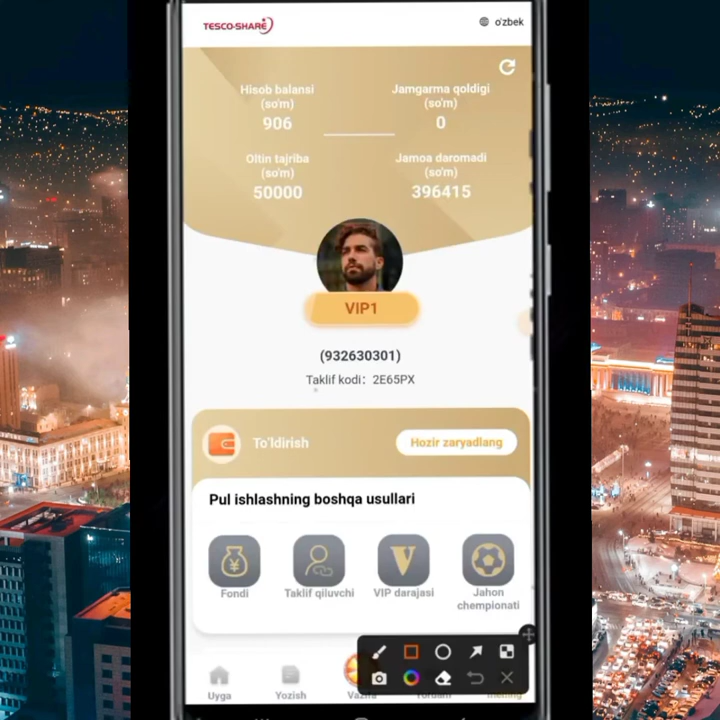 TESCO-SHARE
o'zbek
Hisob balansi
(so'm)
906
Jamgarma qoldigi
(so'm)
0
Oltin tajriba
(so'm)
50000
Jamoa daromadi
(so'm)
396415
VIP1
(932630301)
Taklif kodi: 2E65PX
To'ldirish
Hozir zaryadlang
Pul ishlashning boshqa usullari
Fondi
Taklif qiluvchi
VIP darajasi
Jahon
chempionati
Uyga
Yozish